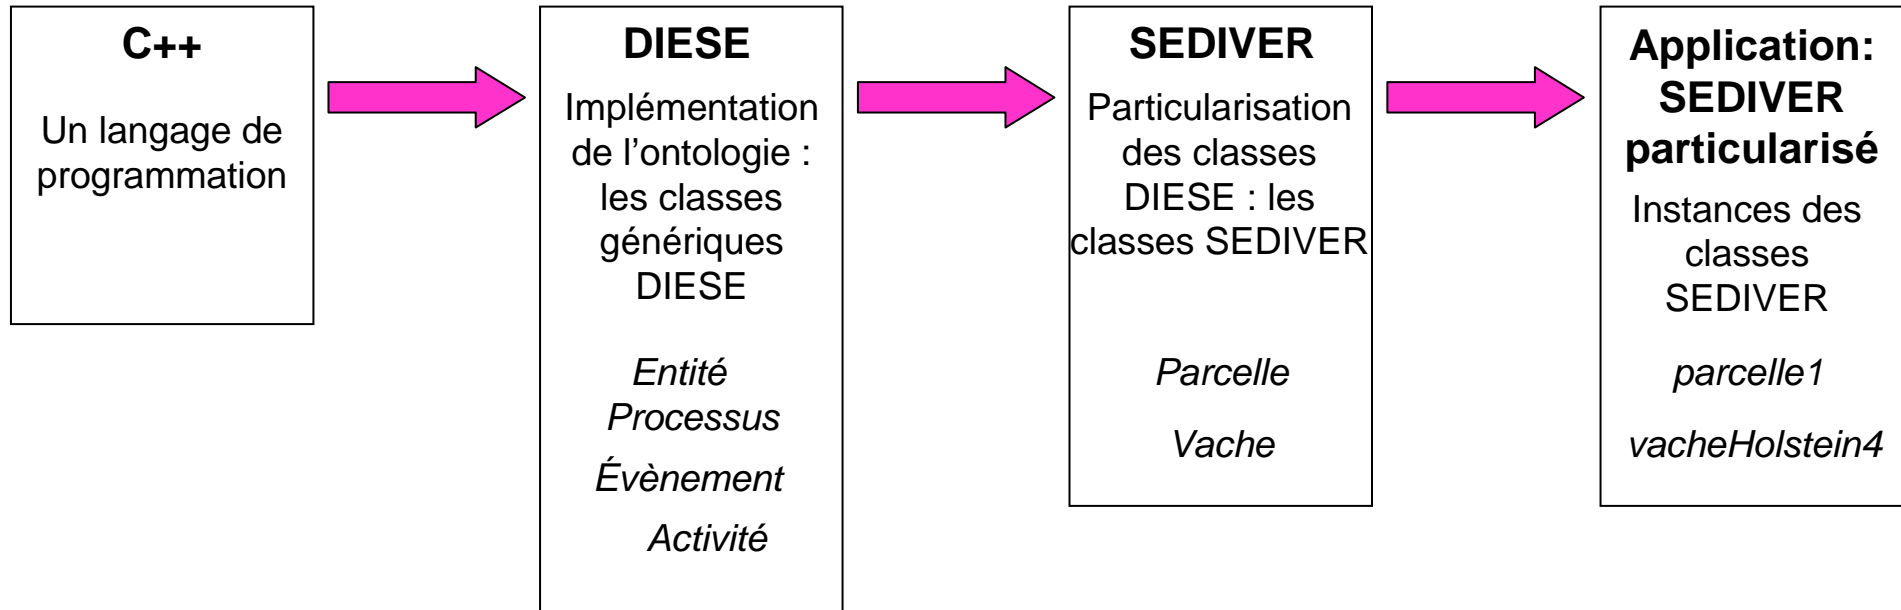 C++
Un langage de
programmation
DIESE
Implémentation
de l’ontologie :
les classes
génériques
DIESE
Entité
Processus
Évènement
Activité
SEDIVER
Particularisation
des classes
DIESE : les
classes SEDIVER
Parcelle
Vache
Application:
SEDIVER
particularisé
Instances des
classes
SEDIVER
parcelle1
vacheHolstein4